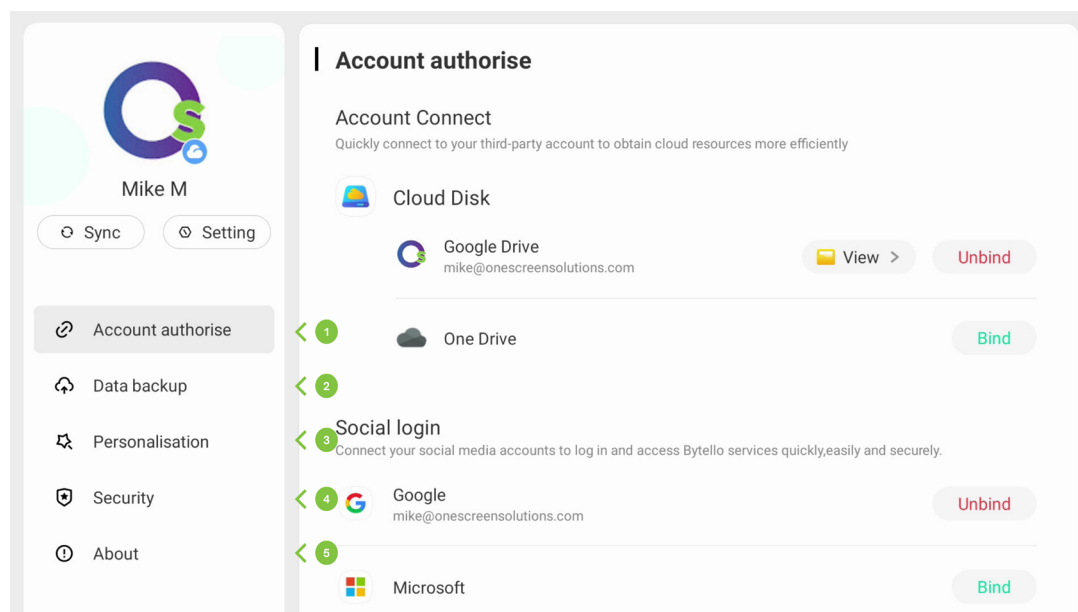 Mike M
Sync
Setting
Account authorise
Data backup
Personalisation
Security
About
1
2
3
4
5
Account authorise
Account Connect
Quickly connect to your third-party account to obtain cloud resources more efficiently
Cloud Disk
Google Drive
mike@onescreensolutions.com
View >
Unbind
One Drive
Bind
Social login
Connect your social media accounts to log in and access Bytello services quickly,easily and securely.
Google
mike@onescreensolutions.com
Unbind
Microsoft
Bind